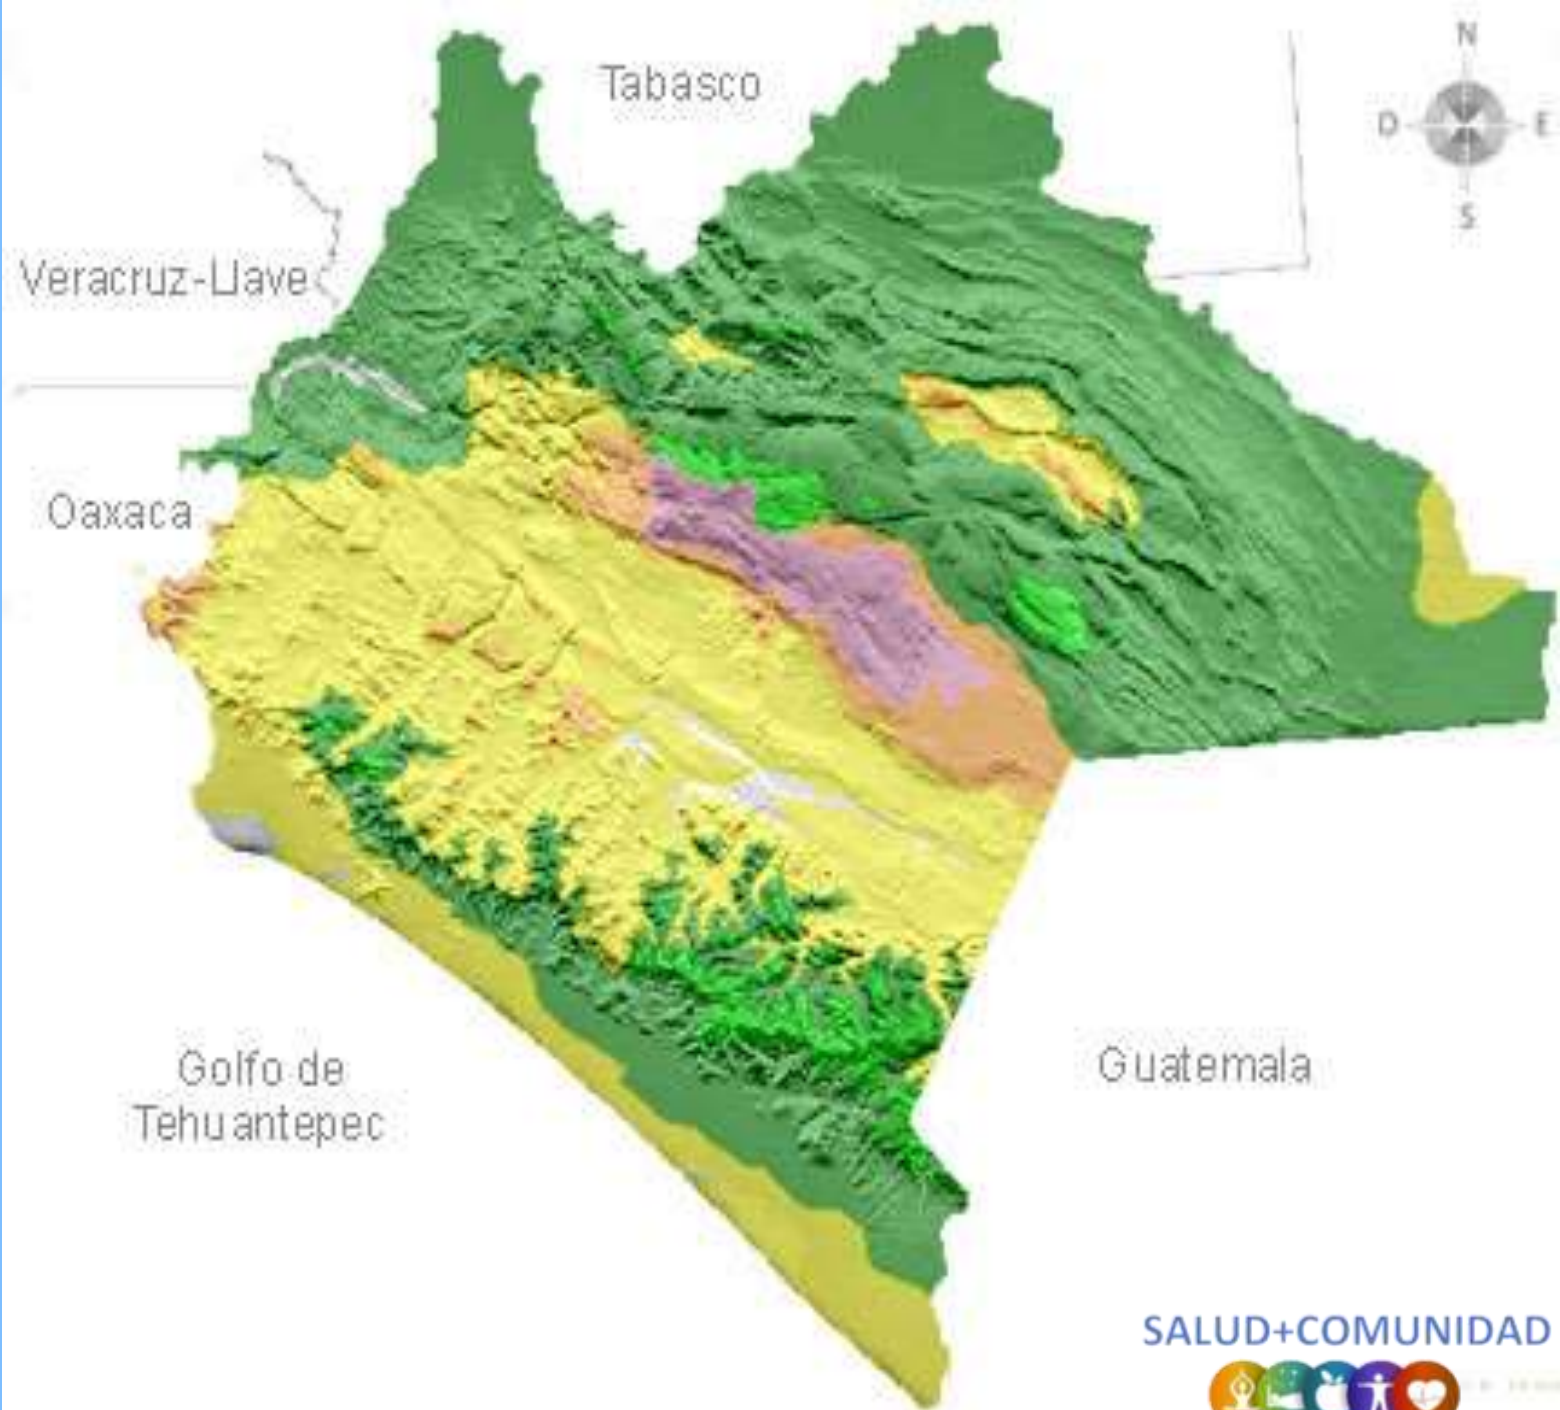 Tabasco
N
O E
S
Veracruz-Llave
Oaxaca
Golfo de
Tehuantepec
Guatemala
SALUD+COMUNIDAD